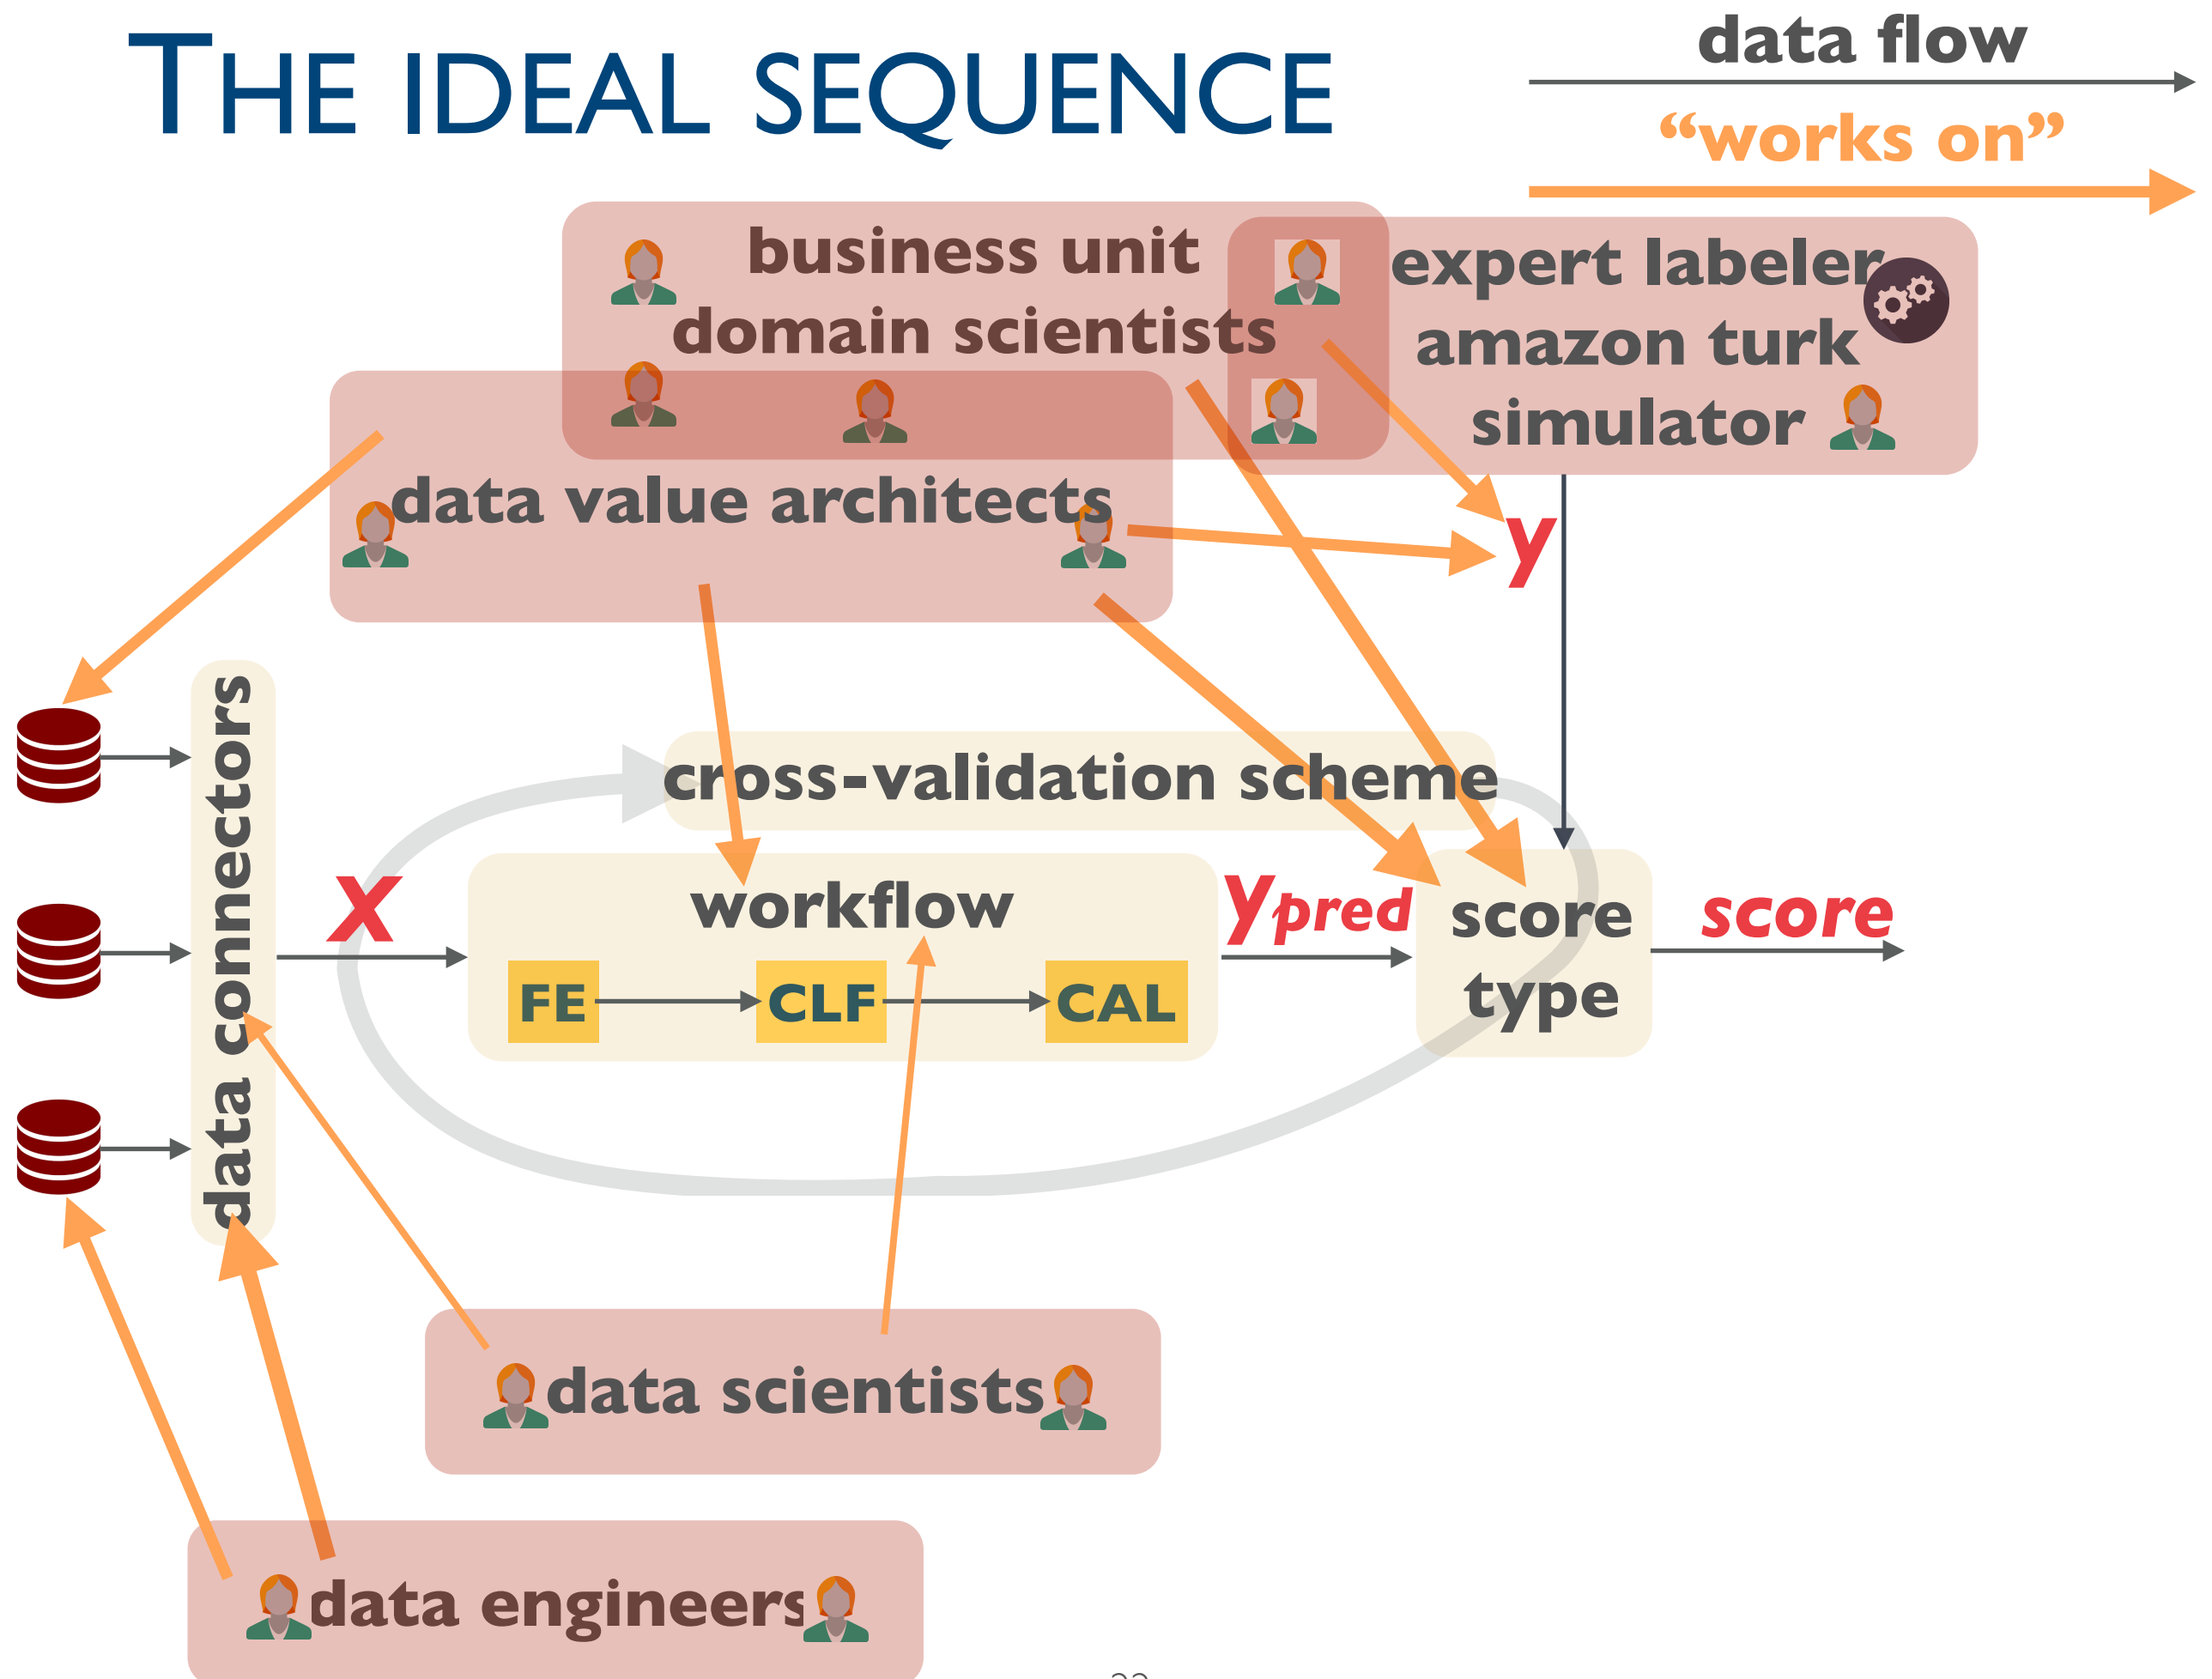 THE IDEAL SEQUENCE
data flow
“works on”
business unit
domain scientists
expert labeler
amazon turk
simulator
data value architects
y
data connectors
cross-validation scheme
X
workflow
FE
CLF
CAL
ypred
score
type
score
data scientists
data engineers